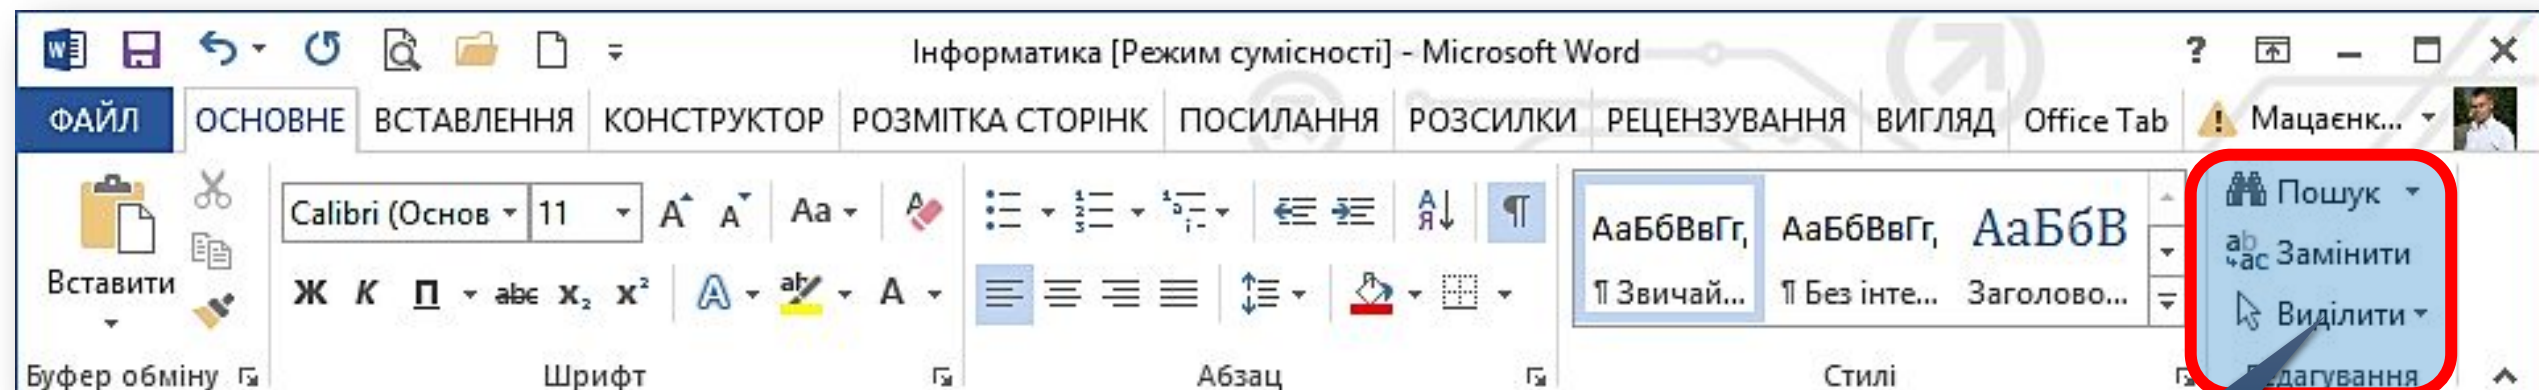 Інформатика [Режим сумісності] - Microsoft Word ?
ФАЙЛ ОСНОВНЕ ВСТАВЛЕННЯ КОНСТРУКТОР РОЗМІТКА СТОРІНК ПОСИЛАННЯ РОЗСИЛКИ РЕЦЕНЗУВАННЯ ВИГЛЯД Office Tab Мацаєнк...
Calibri (Основ 11 Аа АаБбВвГг, АаБбВвГг, АаБбВ Пошук
Замінити
Вставити Ж К П abc x₂ x² А ¶ Звичай... ¶ Без інте... Заголово... Виділити
Буфер обміну Шрифт Абзац Стилі